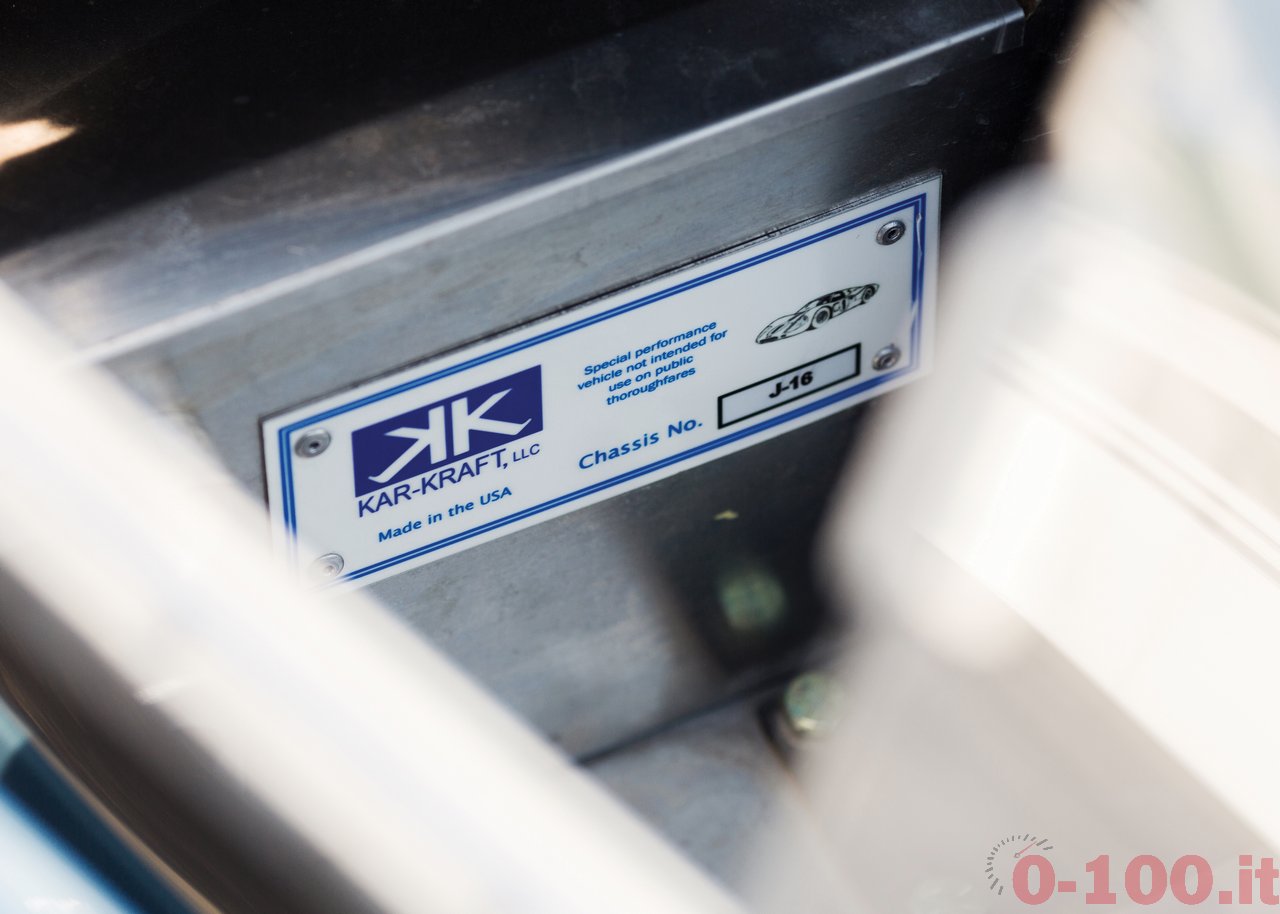 KK
KAR-KRAFT, LLC
Made in the USA
Special performance
vehicle not intended for
use on public
thoroughfares
Chassis No.
J-16
0-100.it